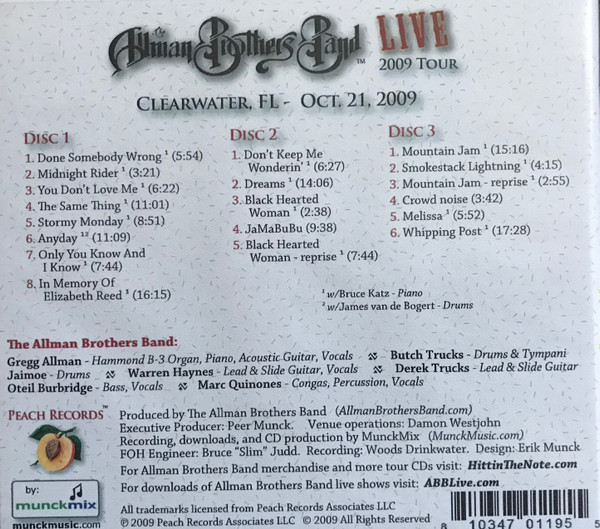 The Allman Brothers Band™ LIVE
2009 TOUR
CLEARWATER, FL - OCT. 21, 2009
DISC 1
1. Done Somebody Wrong ¹ (5:54)
2. Midnight Rider ¹ (3:21)
3. You Don't Love Me ¹ (6:22)
4. The Same Thing ¹ (11:01)
5. Stormy Monday ¹ (8:51)
6. Anyday ¹² (11:09)
7. Only You Know And
I Know ¹ (7:44)
8. In Memory Of
Elizabeth Reed ¹ (16:15)
DISC 2
1. Don't Keep Me
Wonderin' ¹ (6:27)
2. Dreams ¹ (14:06)
3. Black Hearted
Woman ¹ (2:38)
4. JaMaBuBu (9:38)
5. Black Hearted
Woman - reprise ¹ (7:44)
DISC 3
1. Mountain Jam ¹ (15:16)
2. Smokestack Lightning ¹ (4:15)
3. Mountain Jam - reprise ¹ (2:55)
4. Crowd noise (3:42)
5. Melissa ¹ (5:52)
6. Whipping Post ¹ (17:28)
¹ w/Bruce Katz - Piano
² w/James van de Bogert - Drums
The Allman Brothers Band:
Gregg Allman - Hammond B-3 Organ, Piano, Acoustic Guitar, Vocals Butch Trucks - Drums & Tympani
Jaimoe - Drums Warren Haynes - Lead & Slide Guitar, Vocals Derek Trucks - Lead & Slide Guitar
Oteil Burbridge - Bass, Vocals Marc Quinones - Congas, Percussion, Vocals
PEACH RECORDS™
by:
munckmix
munckmusic.com
Produced by The Allman Brothers Band (AllmanBrothersBand.com)
Executive Producer: Peer Munck. Venue operations: Damon Westjohn
Recording, downloads, and CD production by MunckMix (MunckMusic.com)
FOH Engineer: Bruce "Slim" Judd. Recording: Woods Drinkwater. Design: Erik Munck
For Allman Brothers Band merchandise and more tour CDs visit: HittinTheNote.com
For downloads of Allman Brothers Band live shows visit: ABBLive.com
All trademarks licensed from Peach Records Associates LLC
℗ 2009 Peach Records Associates LLC © 2009 All Rights Reserved
8 10347 01195 5